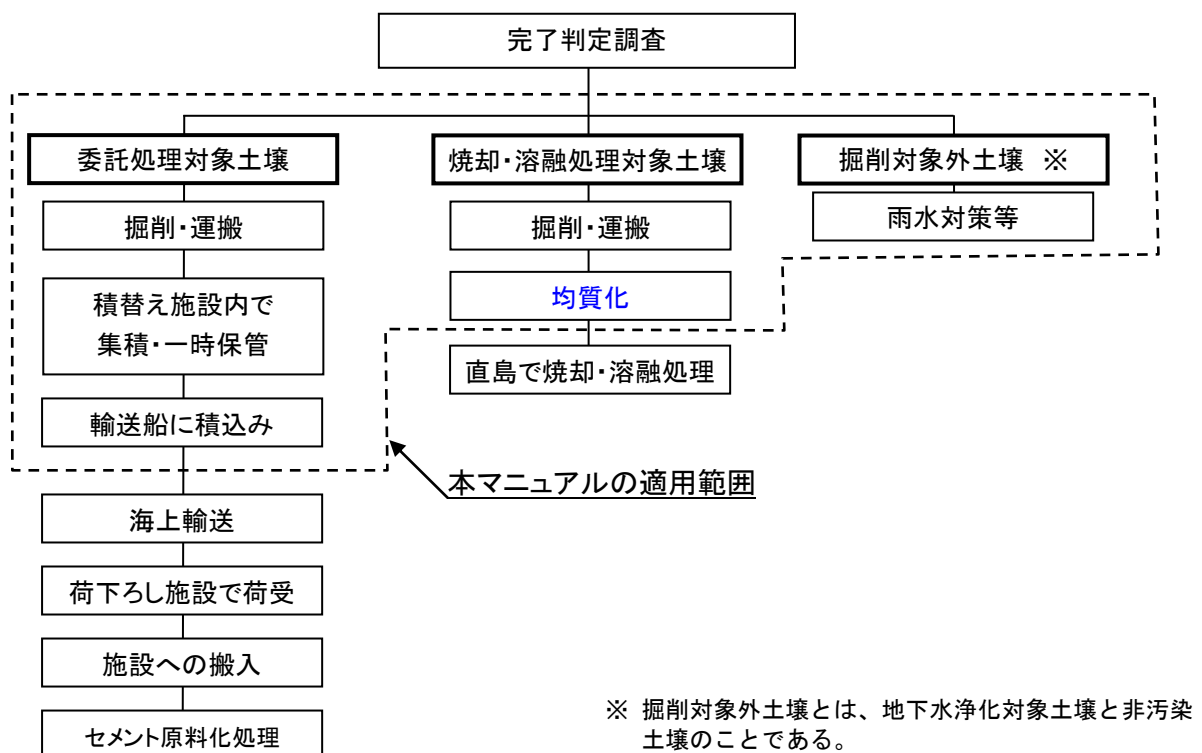 完了判定調査
委託処理対象土壌
焼却・溶融処理対象土壌
掘削対象外土壌 ※
掘削・運搬
掘削・運搬
雨水対策等
積替え施設内で
集積・一時保管
均質化
直島で焼却・溶融処理
輸送船に積込み
本マニュアルの適用範囲
海上輸送
荷下ろし施設で荷受
施設への搬入
セメント原料化処理
※ 掘削対象外土壌とは、地下水浄化対象土壌と非汚染
土壌のことである。